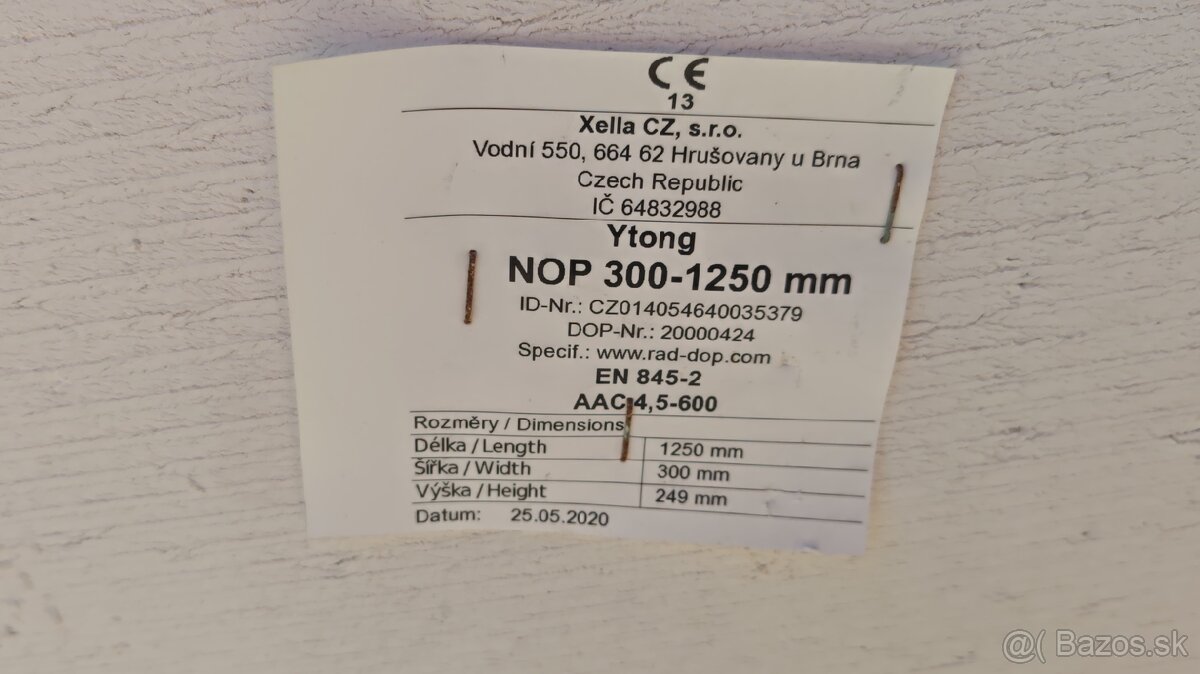 CE
13
Xella CZ, s.r.o.
Vodní 550, 664 62 Hrušovany u Brna
Czech Republic
IČ 64832988
Ytong
NOP 300-1250 mm
ID-Nr.: CZ014054640035379
DOP-Nr.: 20000424
Specif.: www.rad-dop.com
EN 845-2
AAC 4,5-600
Rozměry / Dimensions
Délka / Length 1250 mm
Šířka / Width 300 mm
Výška / Height 249 mm
Datum: 25.05.2020
@( Bazos.sk